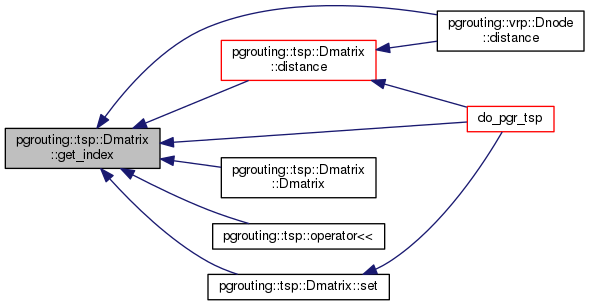 pgrouting::tsp::Dmatrix
::get_index
pgrouting::vrp::Dnode
::distance
pgrouting::tsp::Dmatrix
::distance
do_pgr_tsp
pgrouting::tsp::Dmatrix
::Dmatrix
pgrouting::tsp::operator<<
pgrouting::tsp::Dmatrix::set